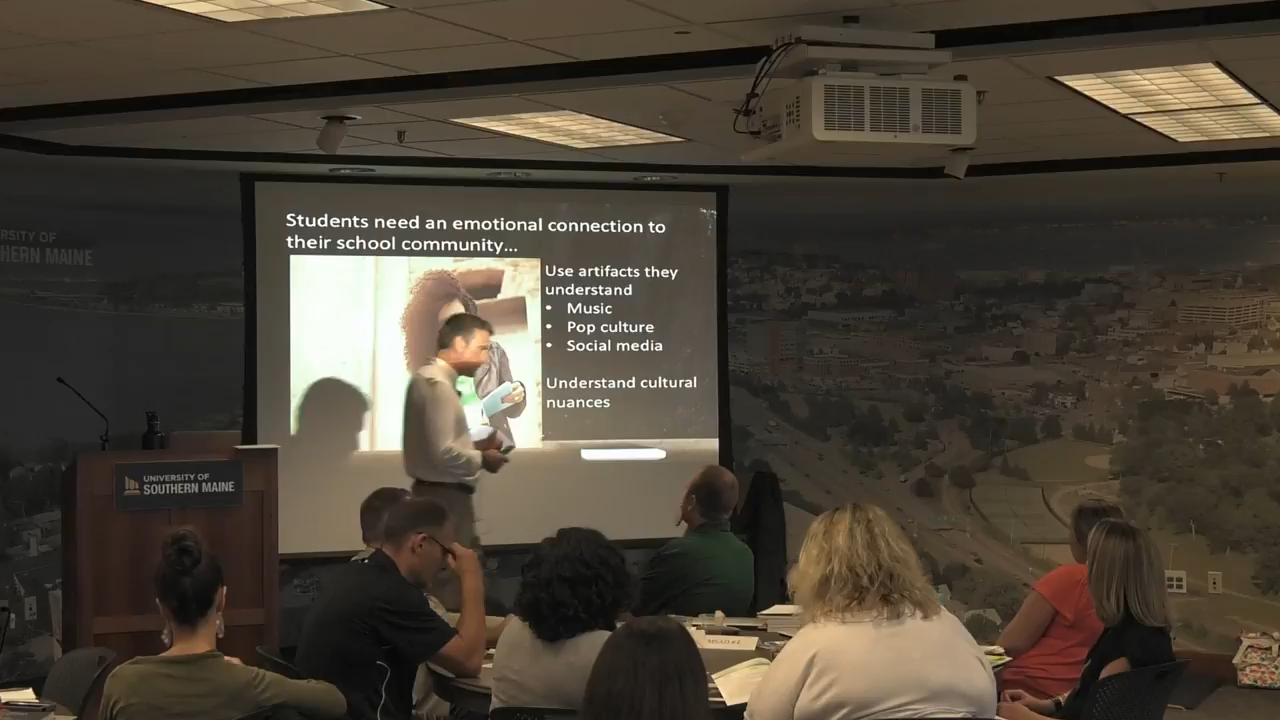 RSITY OF
HERN MAINE
Students need an emotional connection to
their school community...
Use artifacts they
understand
• Music
• Pop culture
• Social media
Understand cultural
nuances
UNIVERSITY OF
SOUTHERN MAINE